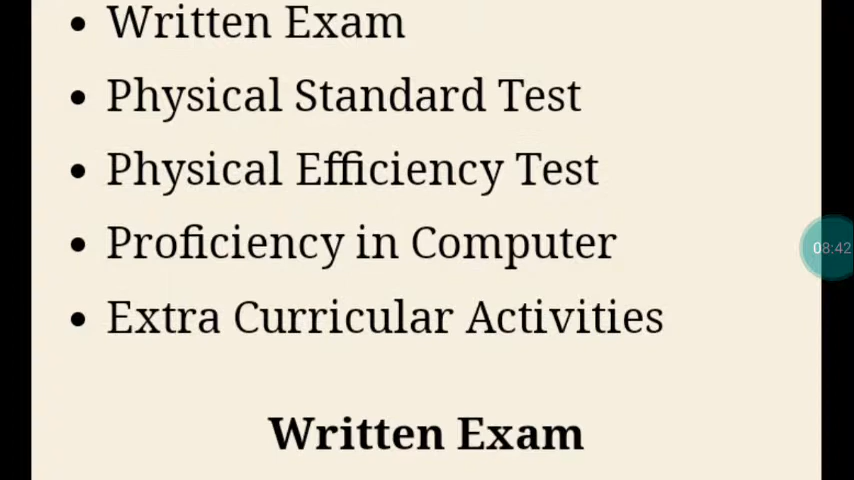 • Written Exam
• Physical Standard Test
• Physical Efficiency Test
• Proficiency in Computer
08:42
• Extra Curricular Activities
Written Exam